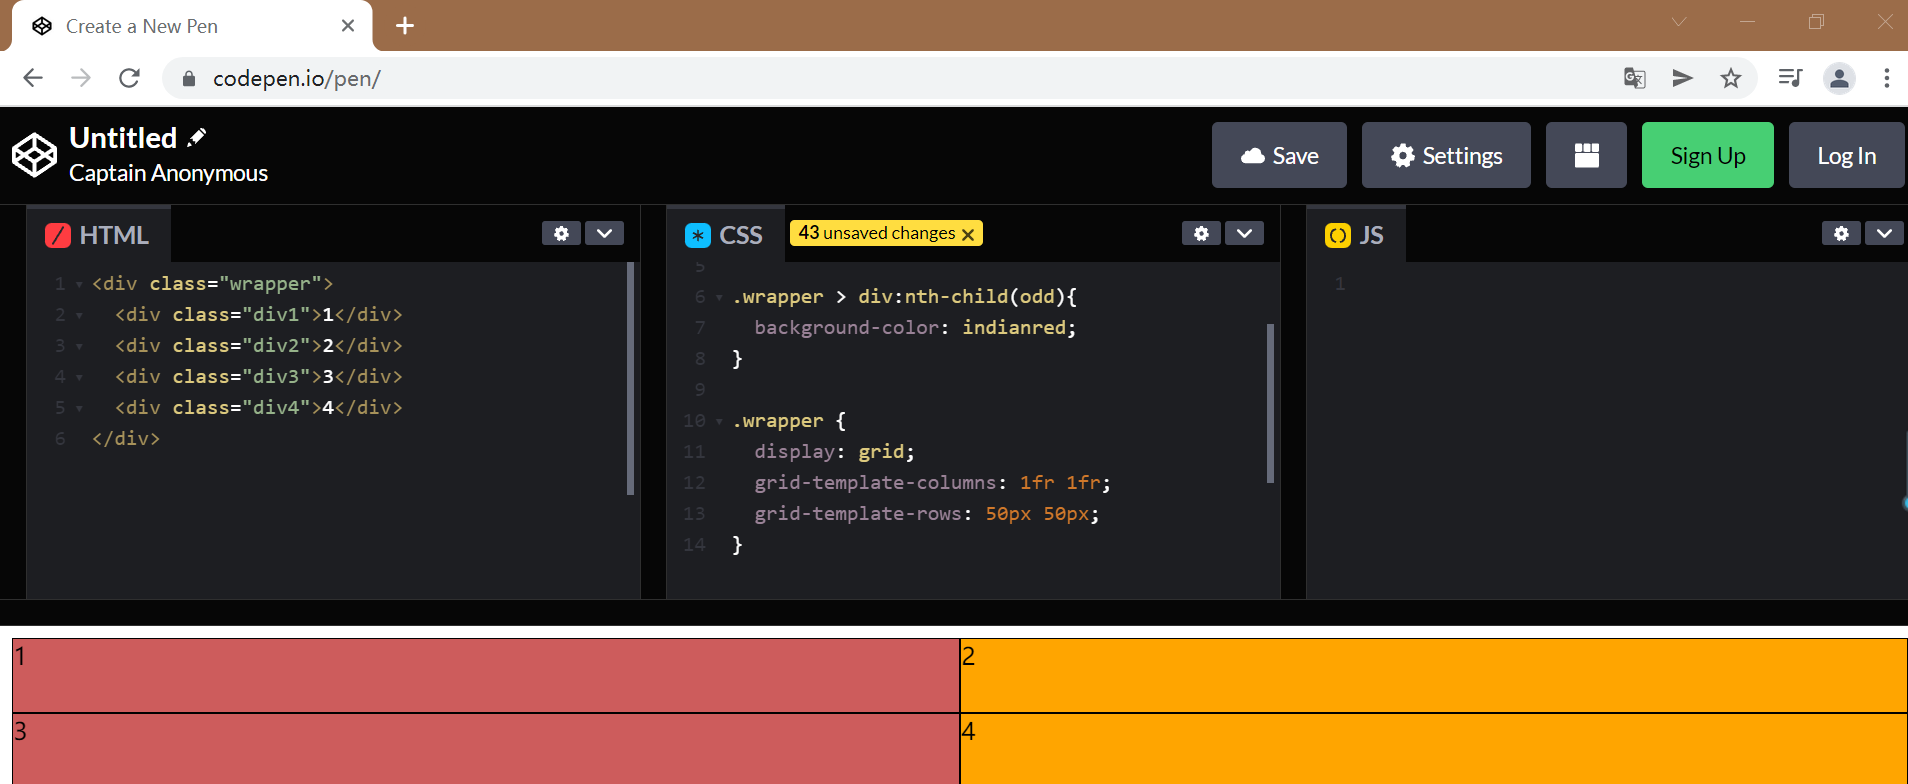 Create a New Pen
codepen.io/pen/
Untitled
Captain Anonymous
Save
Settings
Sign Up
Log In
HTML
1 <div class="wrapper">
2   <div class="div1">1</div>
3   <div class="div2">2</div>
4   <div class="div3">3</div>
5   <div class="div4">4</div>
6 </div>
CSS
43 unsaved changes
5
6 .wrapper > div:nth-child(odd){
7   background-color: indianred;
8 }
9
10 .wrapper {
11   display: grid;
12   grid-template-columns: 1fr 1fr;
13   grid-template-rows: 50px 50px;
14 }
JS
1
1
2
3
4